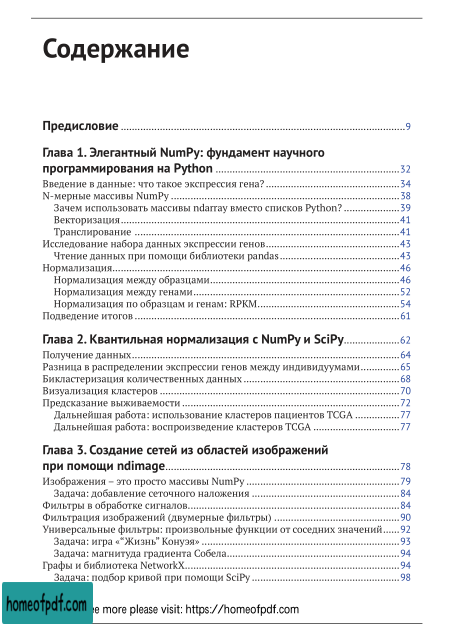 Содержание
Предисловие ........ 9
Глава 1. Элегантный NumPy: фундамент научного
программирования на Python ........ 32
Введение в данные: что такое экспрессия гена? ........ 34
N-мерные массивы NumPy ........ 38
Зачем использовать массивы ndarray вместо списков Python? ........ 39
Векторизация ........ 41
Транслирование ........ 41
Исследование набора данных экспрессии генов ........ 43
Чтение данных при помощи библиотеки pandas ........ 43
Нормализация ........ 46
Нормализация между образцами ........ 46
Нормализация между генами ........ 52
Нормализация по образцам и генам: RPKM ........ 54
Подведение итогов ........ 61
Глава 2. Квантильная нормализация с NumPy и SciPy ........ 62
Получение данных ........ 64
Разница в распределении экспрессии генов между индивидуумами ........ 65
Бикластеризация количественных данных ........ 68
Визуализация кластеров ........ 70
Предсказание выживаемости ........ 72
Дальнейшая работа: использование кластеров пациентов TCGA ........ 77
Дальнейшая работа: воспроизведение кластеров TCGA ........ 77
Глава 3. Создание сетей из областей изображений
при помощи ndimage ........ 78
Изображения – это просто массивы NumPy ........ 79
Задача: добавление сеточного наложения ........ 84
Фильтры в обработке сигналов ........ 84
Фильтрация изображений (двумерные фильтры) ........ 90
Универсальные фильтры: произвольные функции от соседних значений ........ 92
Задача: игра «“Жизнь” Конуэя» ........ 93
Задача: магнитуда градиента Собела ........ 94
Графы и библиотека NetworkX ........ 94
Задача: подбор кривой при помощи SciPy ........ 98
homeofpdf.com
ee more please visit: https://homeofpdf.com